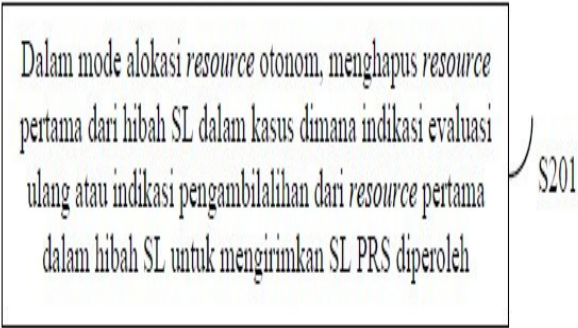 Dalam mode alokasi resource otonom, menghapus resource
pertama dari hibah SL dalam kasus dimana indikasi evaluasi
ulang atau indikasi pengambilalihan dari resource pertama
dalam hibah SL untuk mengirimkan SL PRS diperoleh
S201